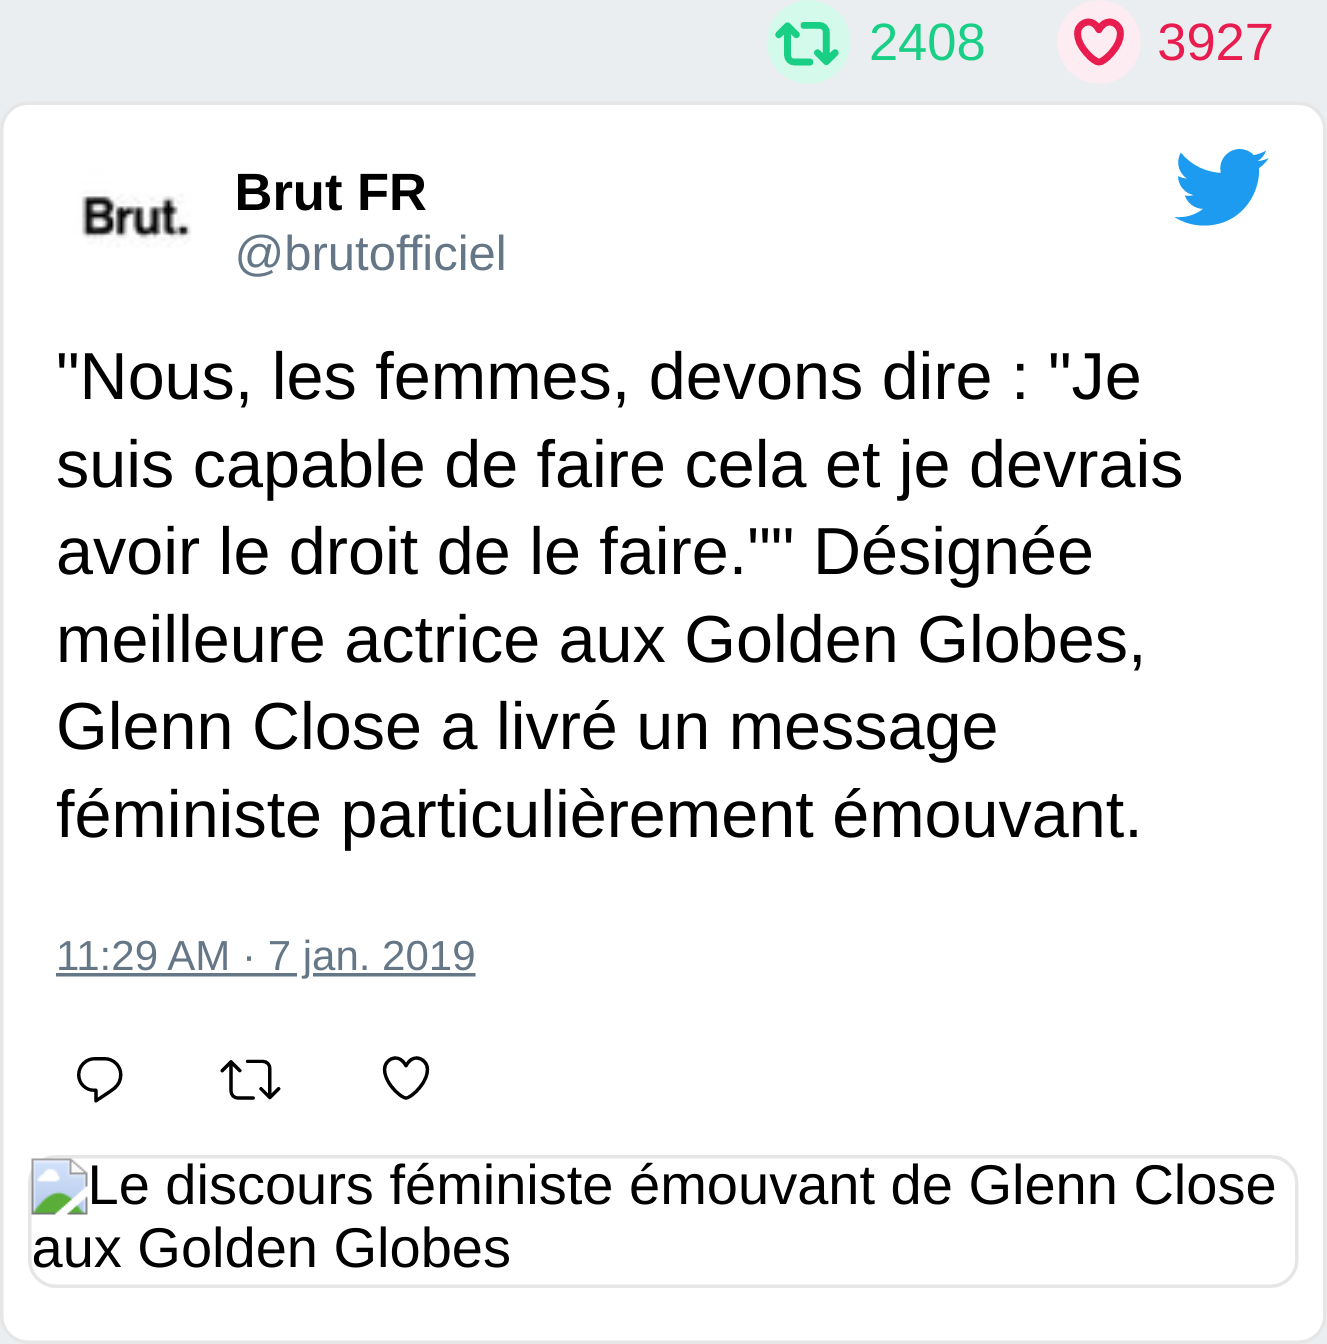 2408 3927
Brut.
Brut FR
@brutofficiel
"Nous, les femmes, devons dire : "Je
suis capable de faire cela et je devrais
avoir le droit de le faire."" Désignée
meilleure actrice aux Golden Globes,
Glenn Close a livré un message
féministe particulièrement émouvant.
11:29 AM · 7 jan. 2019
Le discours féministe émouvant de Glenn Close
aux Golden Globes